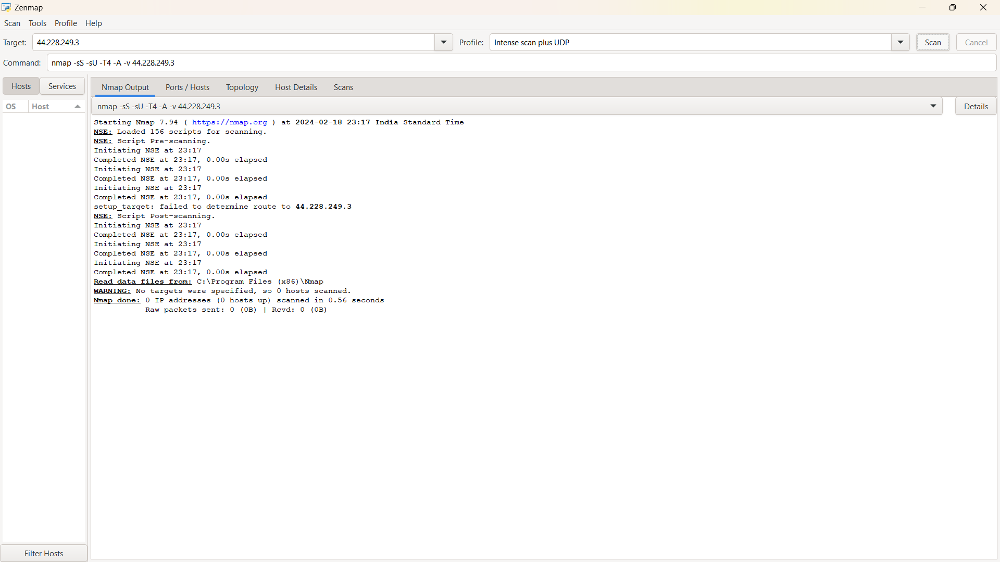 Zenmap
Scan Tools Profile Help
Target: 44.228.249.3 Profile: Intense scan plus UDP Scan Cancel
Command: nmap -sS -sU -T4 -A -v 44.228.249.3
Hosts Services Nmap Output Ports / Hosts Topology Host Details Scans
OS Host nmap -sS -sU -T4 -A -v 44.228.249.3 Details
Starting Nmap 7.94 ( https://nmap.org ) at 2024-02-18 23:17 India Standard Time
NSE: Loaded 156 scripts for scanning.
NSE: Script Pre-scanning.
Initiating NSE at 23:17
Completed NSE at 23:17, 0.00s elapsed
Initiating NSE at 23:17
Completed NSE at 23:17, 0.00s elapsed
Initiating NSE at 23:17
Completed NSE at 23:17, 0.00s elapsed
setup_target: failed to determine route to 44.228.249.3
NSE: Script Post-scanning.
Initiating NSE at 23:17
Completed NSE at 23:17, 0.00s elapsed
Initiating NSE at 23:17
Completed NSE at 23:17, 0.00s elapsed
Initiating NSE at 23:17
Completed NSE at 23:17, 0.00s elapsed
Read data files from: C:\Program Files (x86)\Nmap
WARNING: No targets were specified, so 0 hosts scanned.
Nmap done: 0 IP addresses (0 hosts up) scanned in 0.56 seconds
Raw packets sent: 0 (0B) | Rcvd: 0 (0B)
Filter Hosts